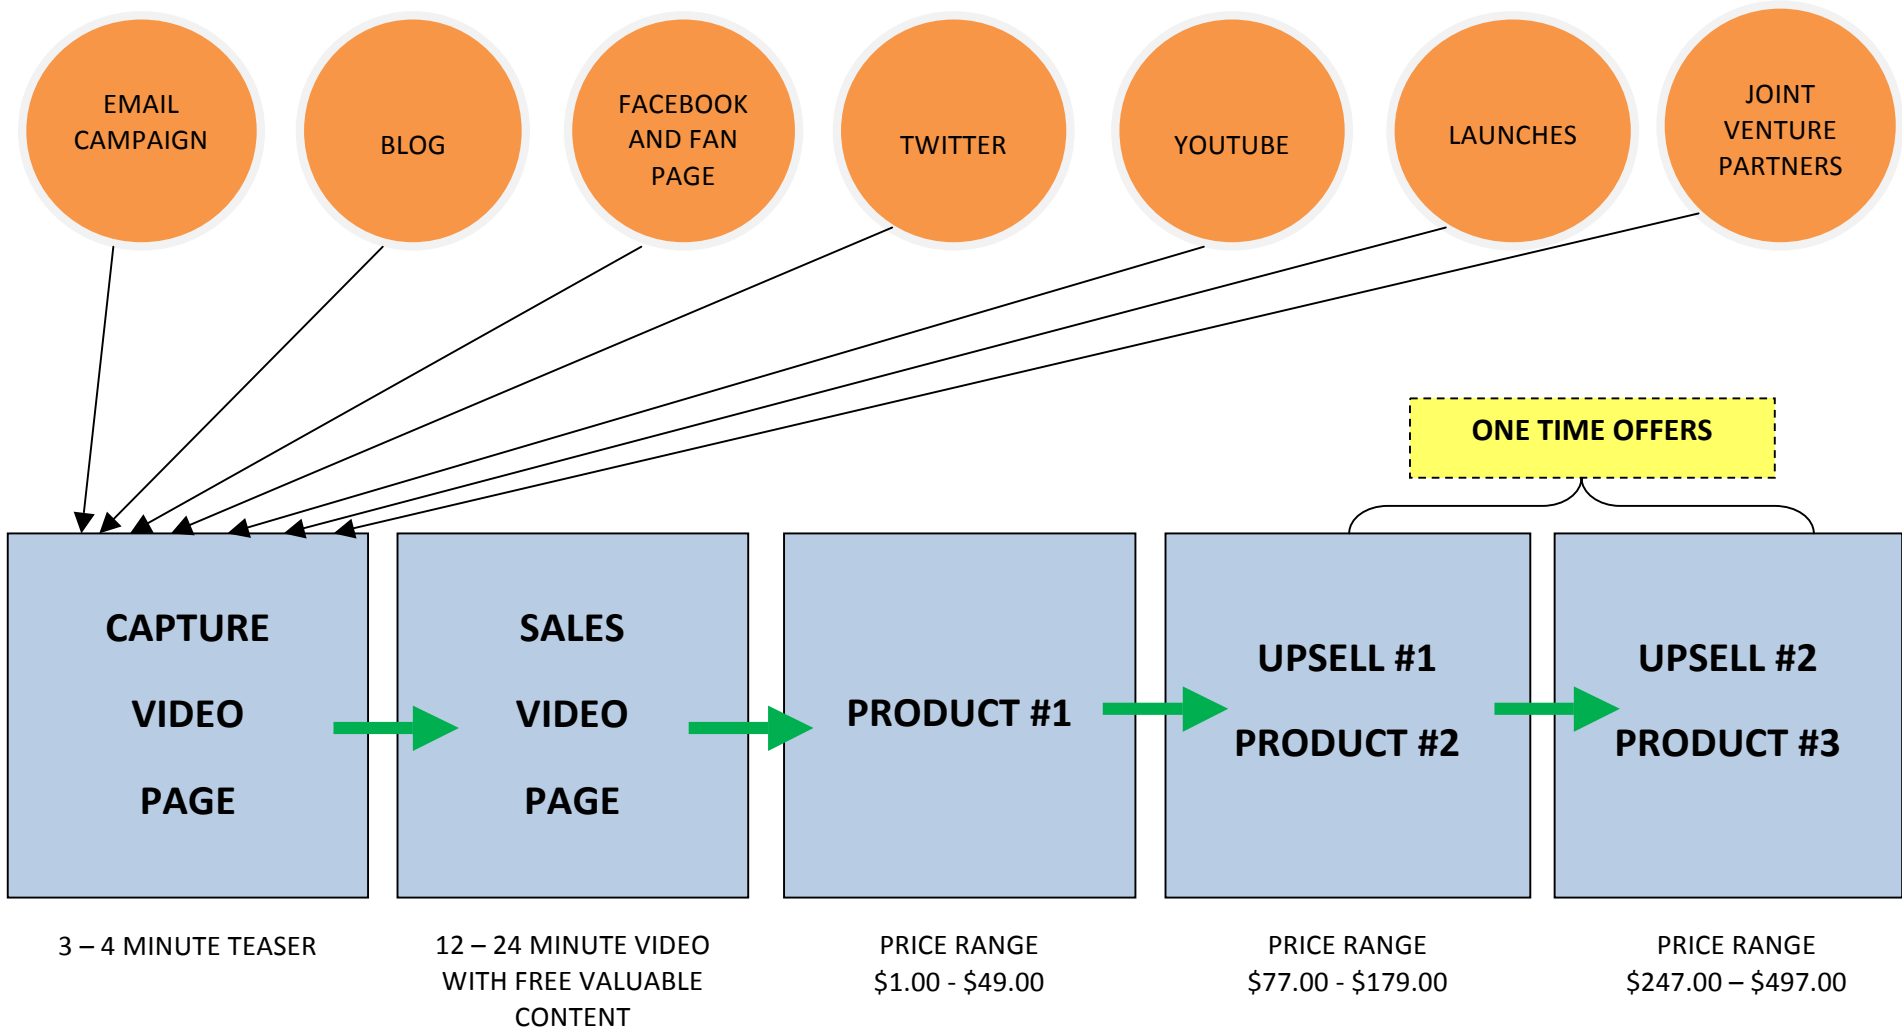 EMAIL
CAMPAIGN
BLOG
FACEBOOK
AND FAN
PAGE
TWITTER
YOUTUBE
LAUNCHES
JOINT
VENTURE
PARTNERS
ONE TIME OFFERS
CAPTURE
VIDEO
PAGE
SALES
VIDEO
PAGE
PRODUCT #1
UPSELL #1
PRODUCT #2
UPSELL #2
PRODUCT #3
3 – 4 MINUTE TEASER
12 – 24 MINUTE VIDEO
WITH FREE VALUABLE
CONTENT
PRICE RANGE
$1.00 - $49.00
PRICE RANGE
$77.00 - $179.00
PRICE RANGE
$247.00 – $497.00